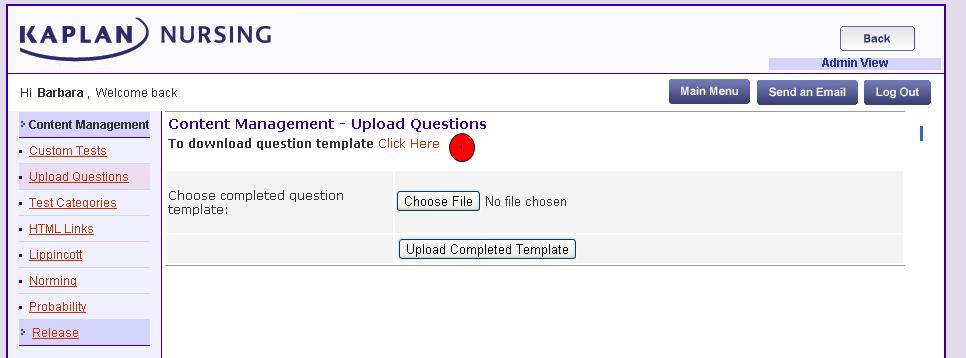 KAPLAN NURSING
Back
Admin View
Hi Barbara , Welcome back
Main Menu
Send an Email
Log Out
Content Management
Custom Tests
Upload Questions
Test Categories
HTML Links
Lippincott
Norming
Probability
Release
Content Management - Upload Questions
To download question template Click Here
Choose completed question
template:
Choose File No file chosen
Upload Completed Template